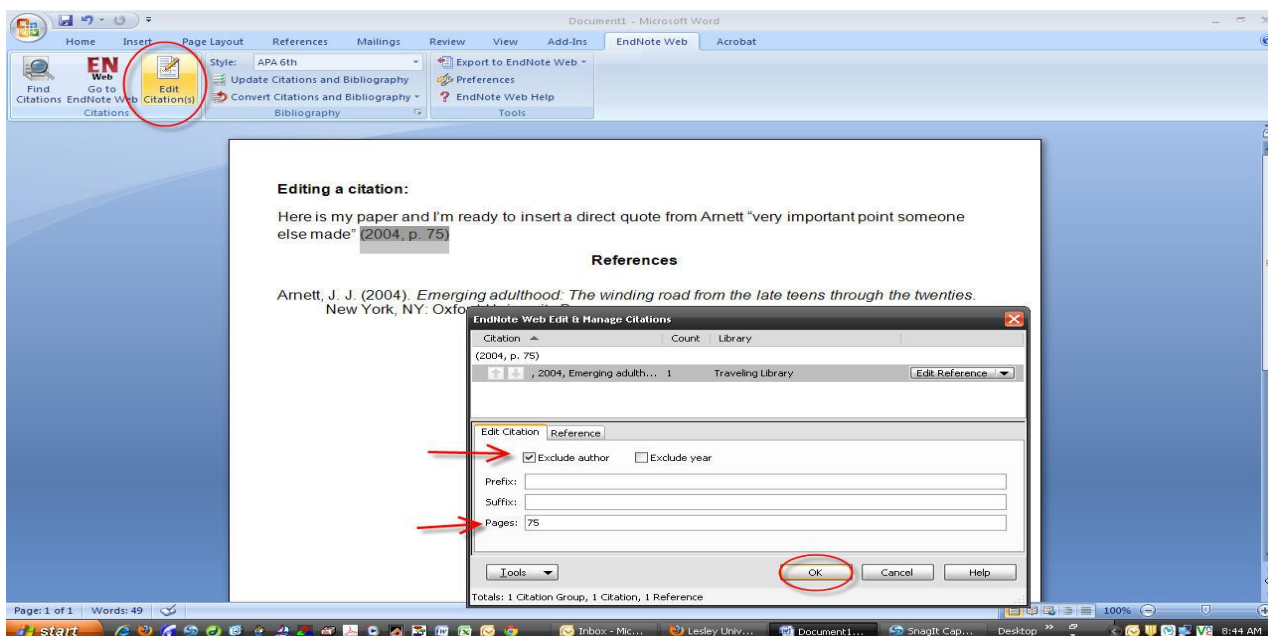 Document1 - Microsoft Word
Home Insert Page Layout References Mailings Review View Add-Ins EndNote Web Acrobat
Find Citations
EN Web Go to EndNote Web
Edit Citation(s)
Citations
Style: APA 6th
Update Citations and Bibliography
Convert Citations and Bibliography
Bibliography
Export to EndNote Web
Preferences
? EndNote Web Help
Tools
Editing a citation:
Here is my paper and I'm ready to insert a direct quote from Arnett "very important point someone
else made" (2004, p. 75)
References
Arnett, J. J. (2004). Emerging adulthood: The winding road from the late teens through the twenties.
New York, NY:
EndNote Web Edit & Manage Citations
Citation Count Library
(2004, p. 75)
, 2004, Emerging adulth... 1 Traveling Library Edit Reference
Edit Citation Reference
Exclude author Exclude year
Prefix:
Suffix:
Pages: 75
Tools OK Cancel Help
Totals: 1 Citation Group, 1 Citation, 1 Reference
Page: 1 of 1 Words: 49 100%
start Inbox - Mic... Lesley Univ... Document1... SnagIt Cap... Desktop » 8:44 AM